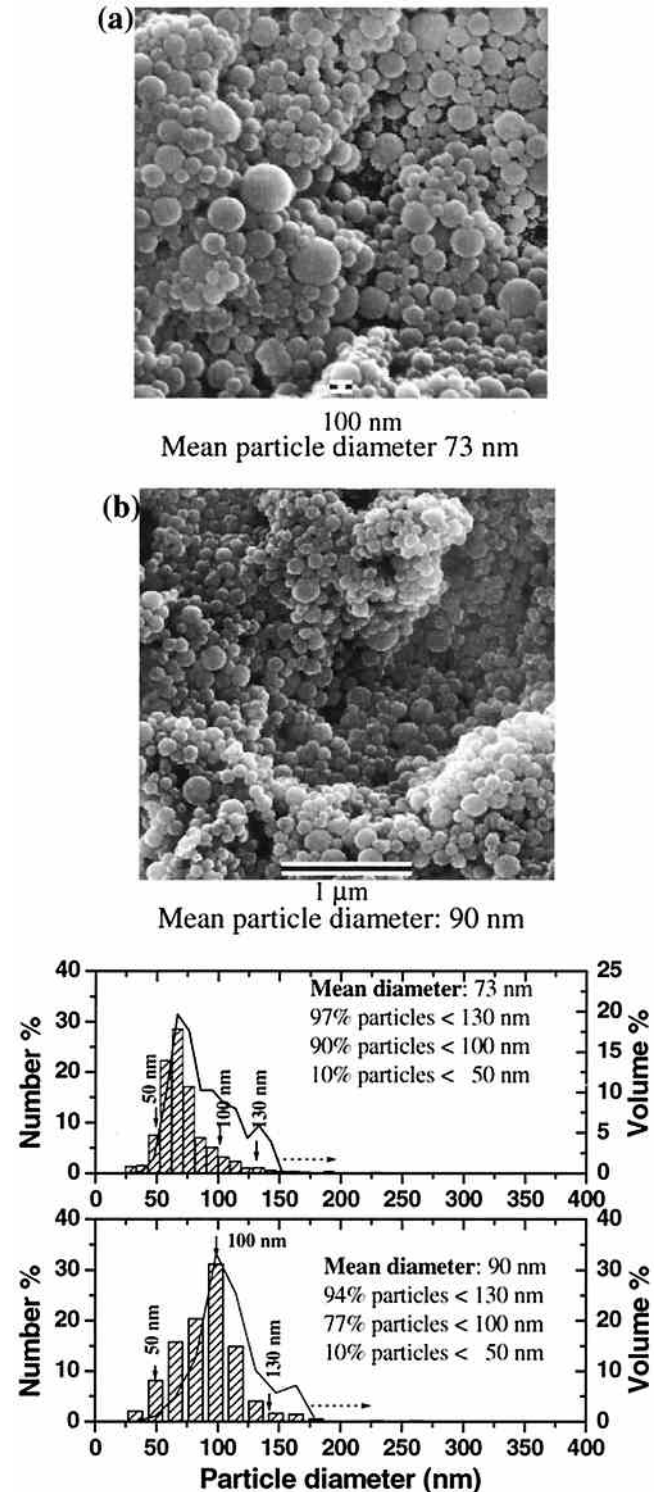 (a)
100 nm
Mean particle diameter 73 nm
(b)
1 μm
Mean particle diameter: 90 nm
40
30
20
10
0
Number %
50 nm
100 nm
130 nm
Mean diameter: 73 nm
97% particles < 130 nm
90% particles < 100 nm
10% particles < 50 nm
25
20
15
10
5
0
Volume %
0 50 100 150 200 250 300 350 400
40
30
20
10
0
Number %
50 nm
100 nm
130 nm
Mean diameter: 90 nm
94% particles < 130 nm
77% particles < 100 nm
10% particles < 50 nm
40
30
20
10
0
Volume %
0 50 100 150 200 250 300 350 400
Particle diameter (nm)